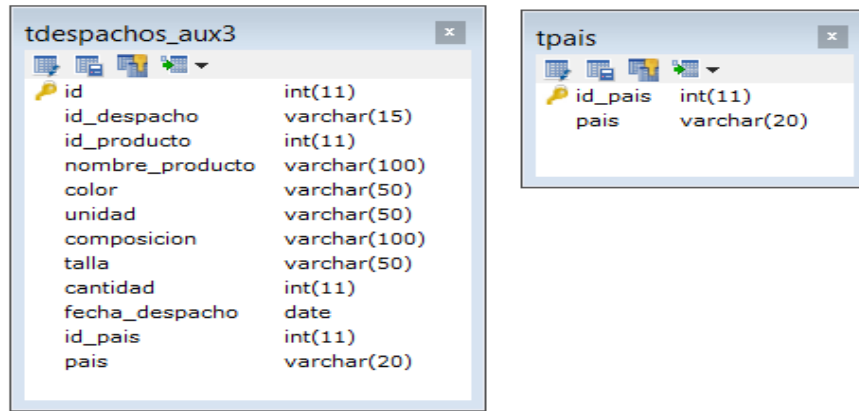 tdespachos_aux3
id int(11)
id_despacho varchar(15)
id_producto int(11)
nombre_producto varchar(100)
color varchar(50)
unidad varchar(50)
composicion varchar(100)
talla varchar(50)
cantidad int(11)
fecha_despacho date
id_pais int(11)
pais varchar(20)
tpais
id_pais int(11)
pais varchar(20)